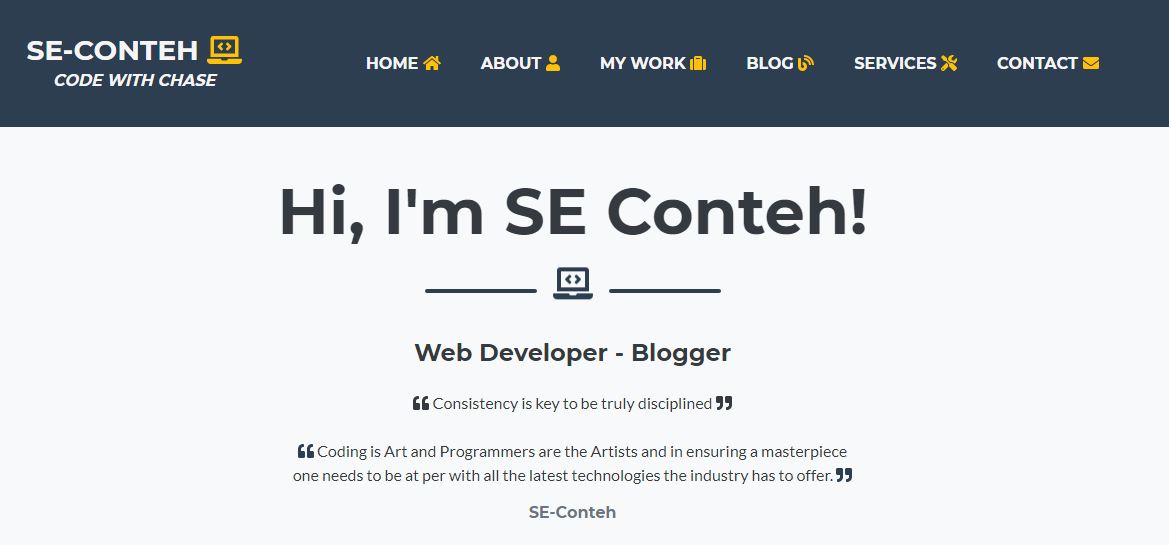 SE-CONTEH
CODE WITH CHASE
HOME
ABOUT
MY WORK
BLOG
SERVICES
CONTACT
Hi, I'm SE Conteh!
Web Developer - Blogger
❝ Consistency is key to be truly disciplined ❞
❝ Coding is Art and Programmers are the Artists and in ensuring a masterpiece
one needs to be at per with all the latest technologies the industry has to offer. ❞
SE-Conteh